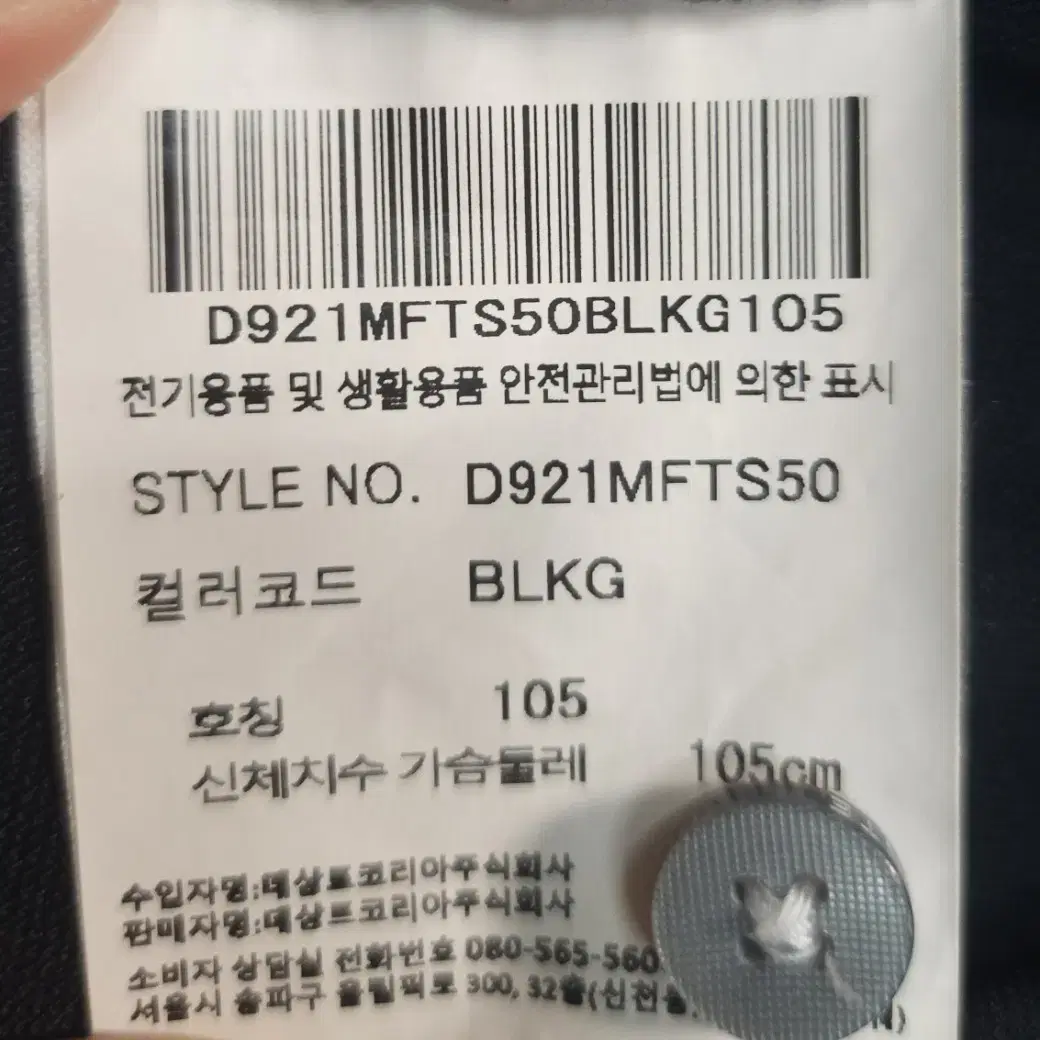 D921MFTS50BLKG105
전기용품 및 생활용품 안전관리법에 의한 표시
STYLE NO. D921MFTS50
컬러코드 BLKG
호칭 105
신체치수 가슴둘레 105cm
수입자명:데상트코리아주식회사
판매자명:데상트코리아주식회사
소비자 상담실 전화번호 080-565-560
서울시 송파구 올림픽로 300, 32층(신천동,